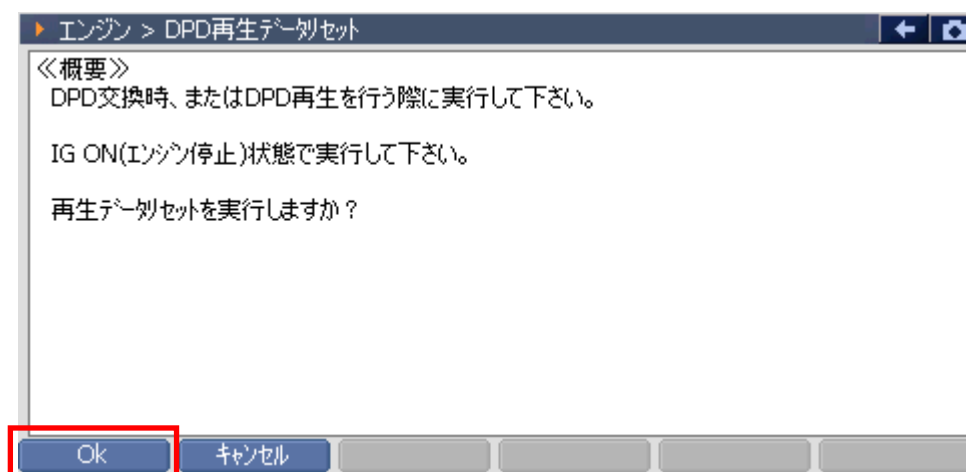 エンジン > DPD再生ﾃﾞｰﾀﾘｾｯﾄ
≪概要≫
DPD交換時、またはDPD再生を行う際に実行して下さい。
IG ON(ｴﾝｼﾞﾝ停止)状態で実行して下さい。
再生ﾃﾞｰﾀﾘｾｯﾄを実行しますか？
Ok
ｷｬﾝｾﾙ